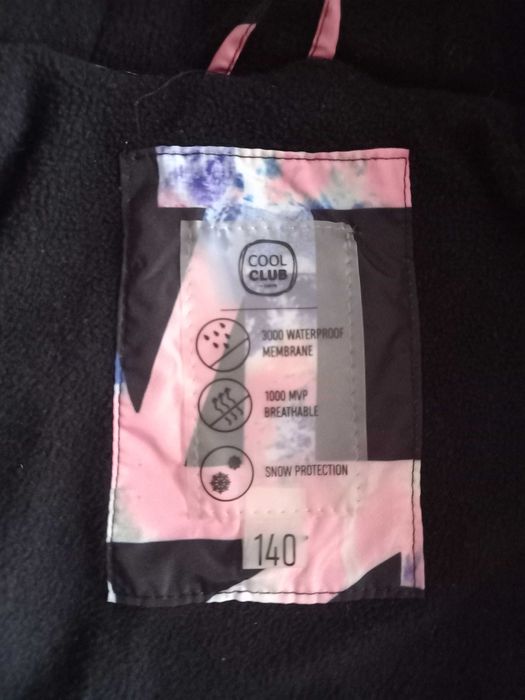 COOL
CLUB
3000 WATERPROOF
MEMBRANE
1000 MVP
BREATHABLE
SNOW PROTECTION
140